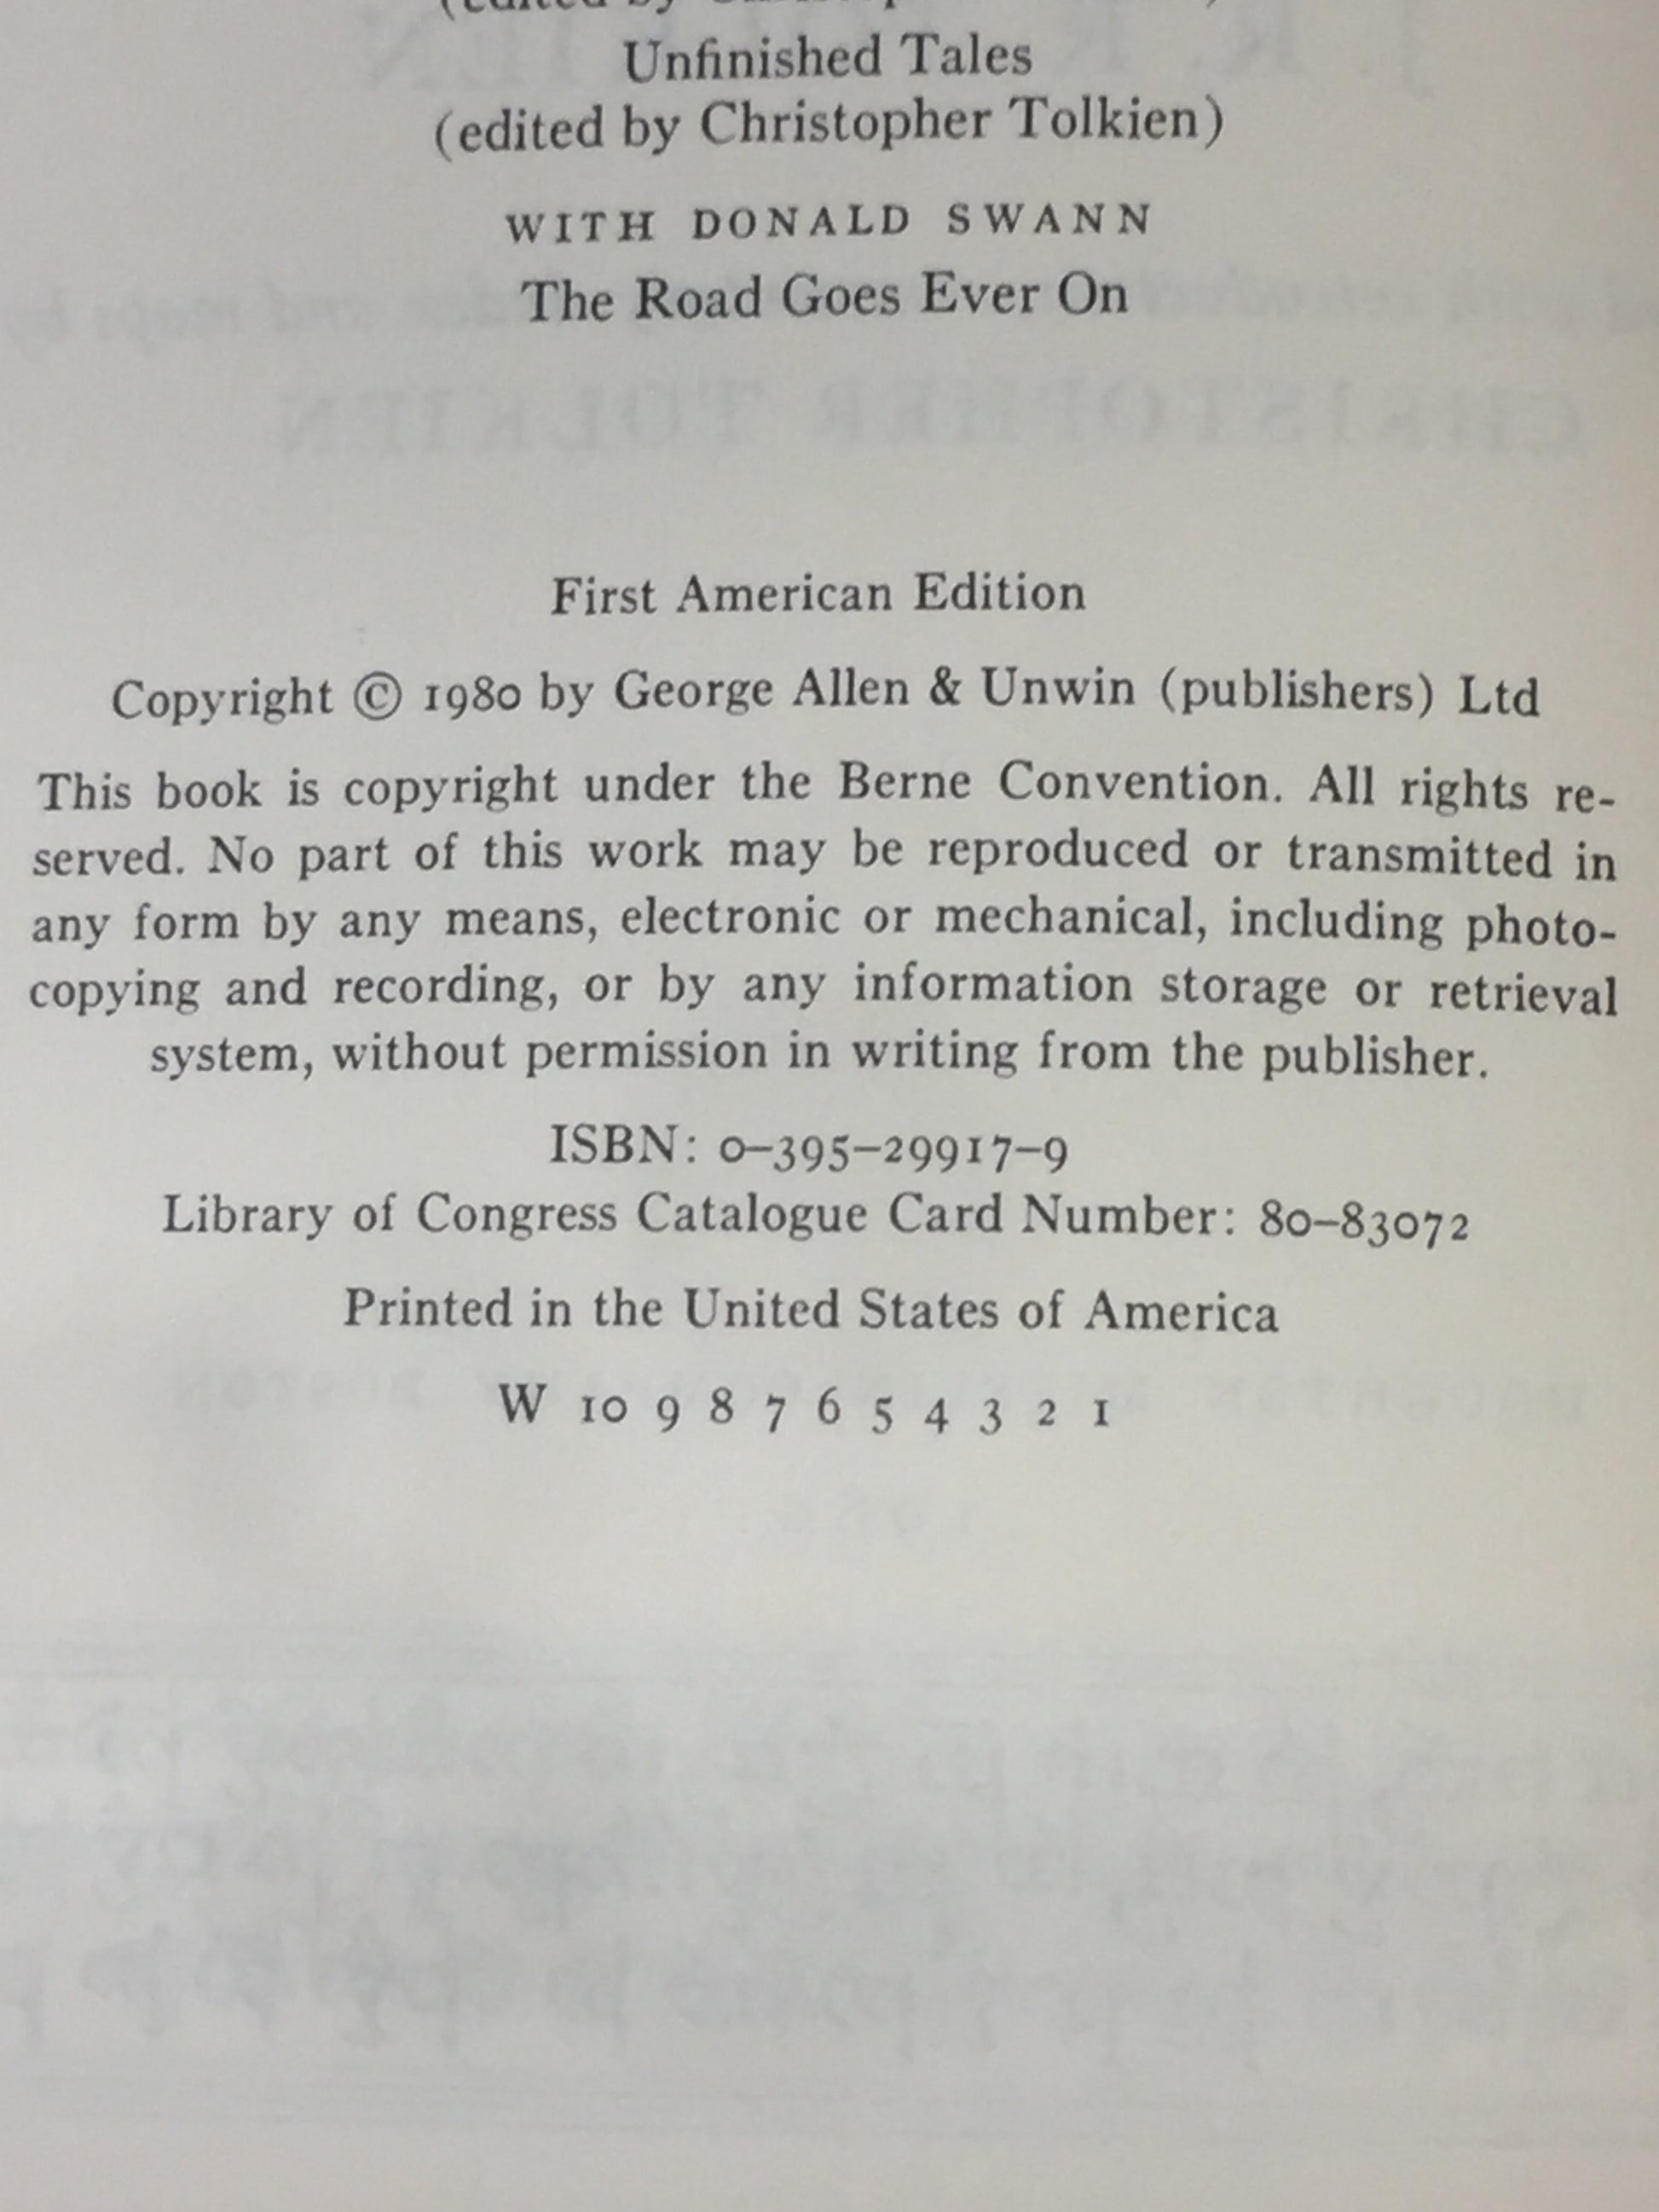 (edited by
Unfinished Tales
(edited by Christopher Tolkien)
WITH DONALD SWANN
The Road Goes Ever On
CHRISTOPHER TOLKIEN
First American Edition
Copyright © 1980 by George Allen & Unwin (publishers) Ltd
This book is copyright under the Berne Convention. All rights re-
served. No part of this work may be reproduced or transmitted in
any form by any means, electronic or mechanical, including photo-
copying and recording, or by any information storage or retrieval
system, without permission in writing from the publisher.
ISBN: 0–395–29917–9
Library of Congress Catalogue Card Number: 80–83072
Printed in the United States of America
W 10 9 8 7 6 5 4 3 2 1